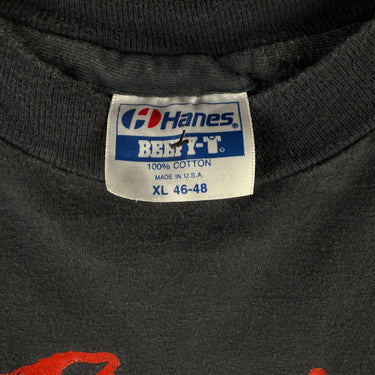 Hanes®
BEEFY-T®
100% COTTON
MADE IN U.S.A.
XL 46-48